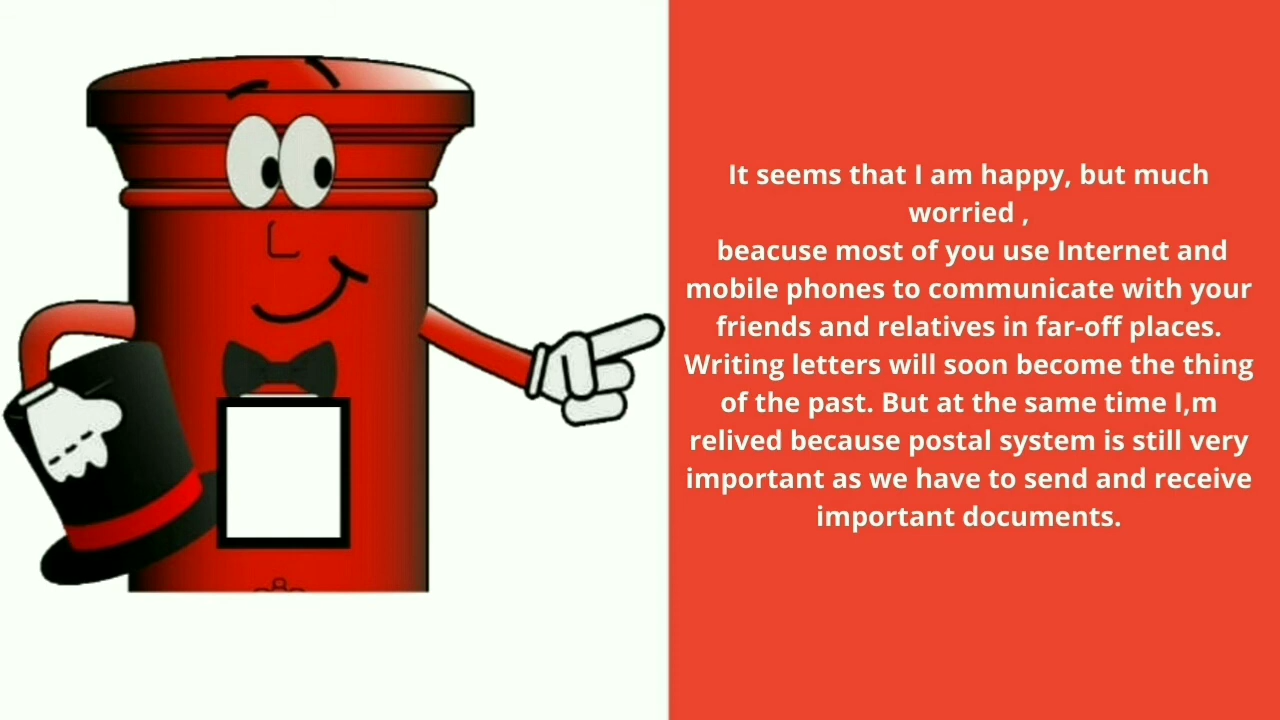 It seems that I am happy, but much
worried ,
beacuse most of you use Internet and
mobile phones to communicate with your
friends and relatives in far-off places.
Writing letters will soon become the thing
of the past. But at the same time I,m
relived because postal system is still very
important as we have to send and receive
important documents.